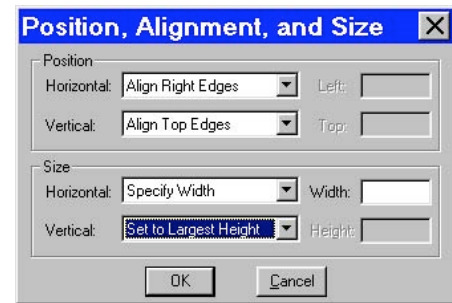 Position, Alignment, and Size
Position
Horizontal: Align Right Edges Left:
Vertical: Align Top Edges Top:
Size
Horizontal: Specify Width Width:
Vertical: Set to Largest Height Height:
OK Cancel